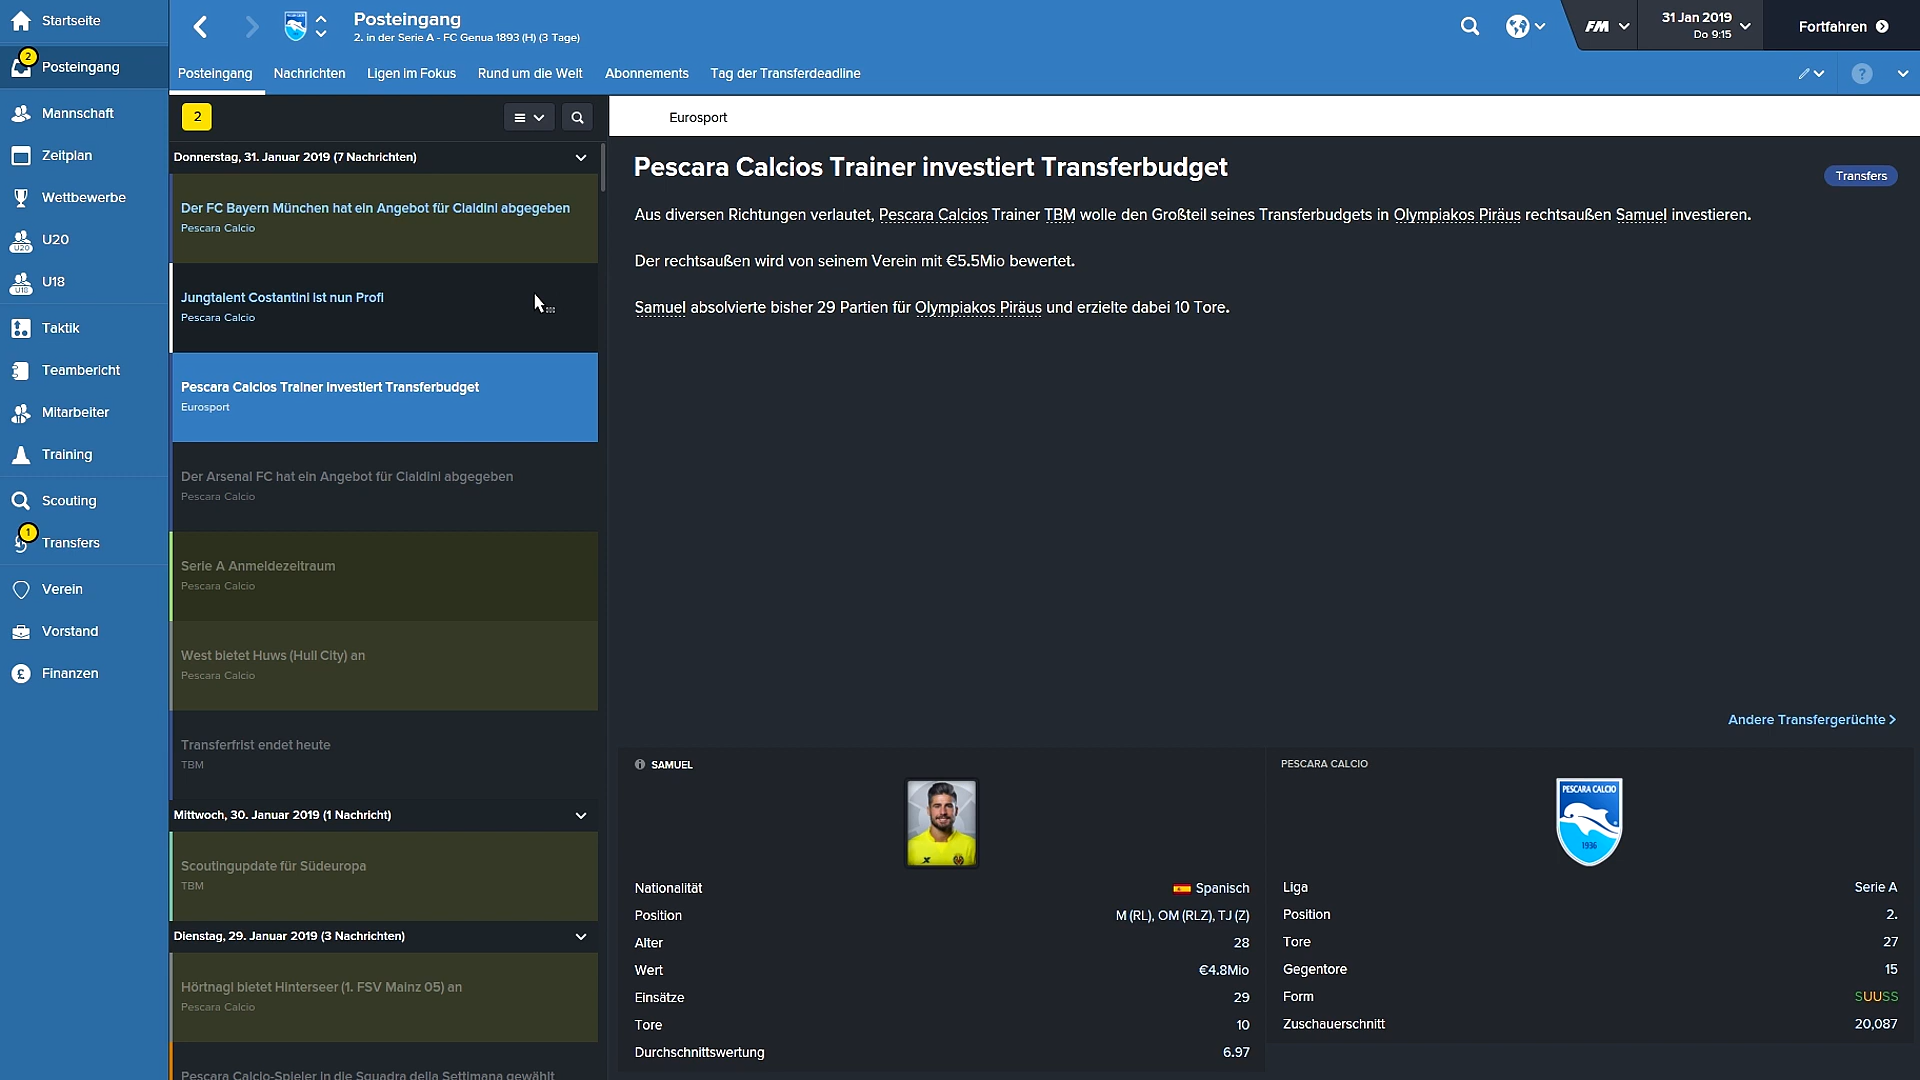 Startseite
2
Posteingang
Mannschaft
Zeitplan
Wettbewerbe
U20
U20
U18
U18
Taktik
Teambericht
Mitarbeiter
Training
Scouting
1
Transfers
Verein
Vorstand
Finanzen
Posteingang
2. in der Serie A - FC Genua 1893 (H) (3 Tage)
FM
31 Jan 2019
Do 9:15
Fortfahren
Posteingang Nachrichten Ligen im Fokus Rund um die Welt Abonnements Tag der Transferdeadline
?
2
Donnerstag, 31. Januar 2019 (7 Nachrichten)
Der FC Bayern München hat ein Angebot für Cialdini abgegeben
Pescara Calcio
Jungtalent Costantini ist nun Profi
Pescara Calcio
Pescara Calcios Trainer investiert Transferbudget
Eurosport
Der Arsenal FC hat ein Angebot für Cialdini abgegeben
Pescara Calcio
Serie A Anmeldezeitraum
Pescara Calcio
West bietet Huws (Hull City) an
Pescara Calcio
Transferfrist endet heute
TBM
Mittwoch, 30. Januar 2019 (1 Nachricht)
Scoutingupdate für Südeuropa
TBM
Dienstag, 29. Januar 2019 (3 Nachrichten)
Hörtnagl bietet Hinterseer (1. FSV Mainz 05) an
Pescara Calcio
Pescara Calcio-Spieler in die Squadra della Settimana gewählt
Eurosport
Pescara Calcios Trainer investiert Transferbudget
Transfers
Aus diversen Richtungen verlautet, Pescara Calcios Trainer TBM wolle den Großteil seines Transferbudgets in Olympiakos Piräus rechtsaußen Samuel investieren.
Der rechtsaußen wird von seinem Verein mit €5.5Mio bewertet.
Samuel absolvierte bisher 29 Partien für Olympiakos Piräus und erzielte dabei 10 Tore.
Andere Transfergerüchte >
SAMUEL
Nationalität Spanisch
Position M (RL), OM (RLZ), TJ (Z)
Alter 28
Wert €4.8Mio
Einsätze 29
Tore 10
Durchschnittswertung 6.97
PESCARA CALCIO
PESCARA CALCIO
1936
Liga Serie A
Position 2.
Tore 27
Gegentore 15
Form SUUSS
Zuschauerschnitt 20,087